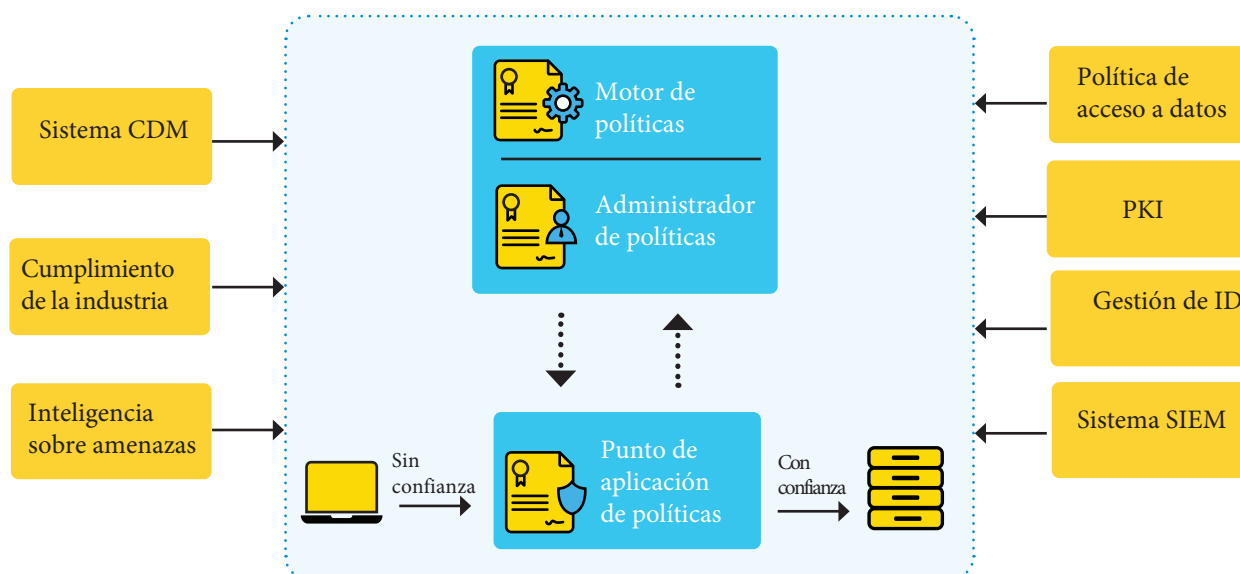 Sistema CDM
Cumplimiento
de la industria
Inteligencia
sobre amenazas
Motor de
políticas
Administrador
de políticas
Sin
confianza
Punto de
aplicación
de políticas
Con
confianza
Política de
acceso a datos
PKI
Gestión de ID
Sistema SIEM